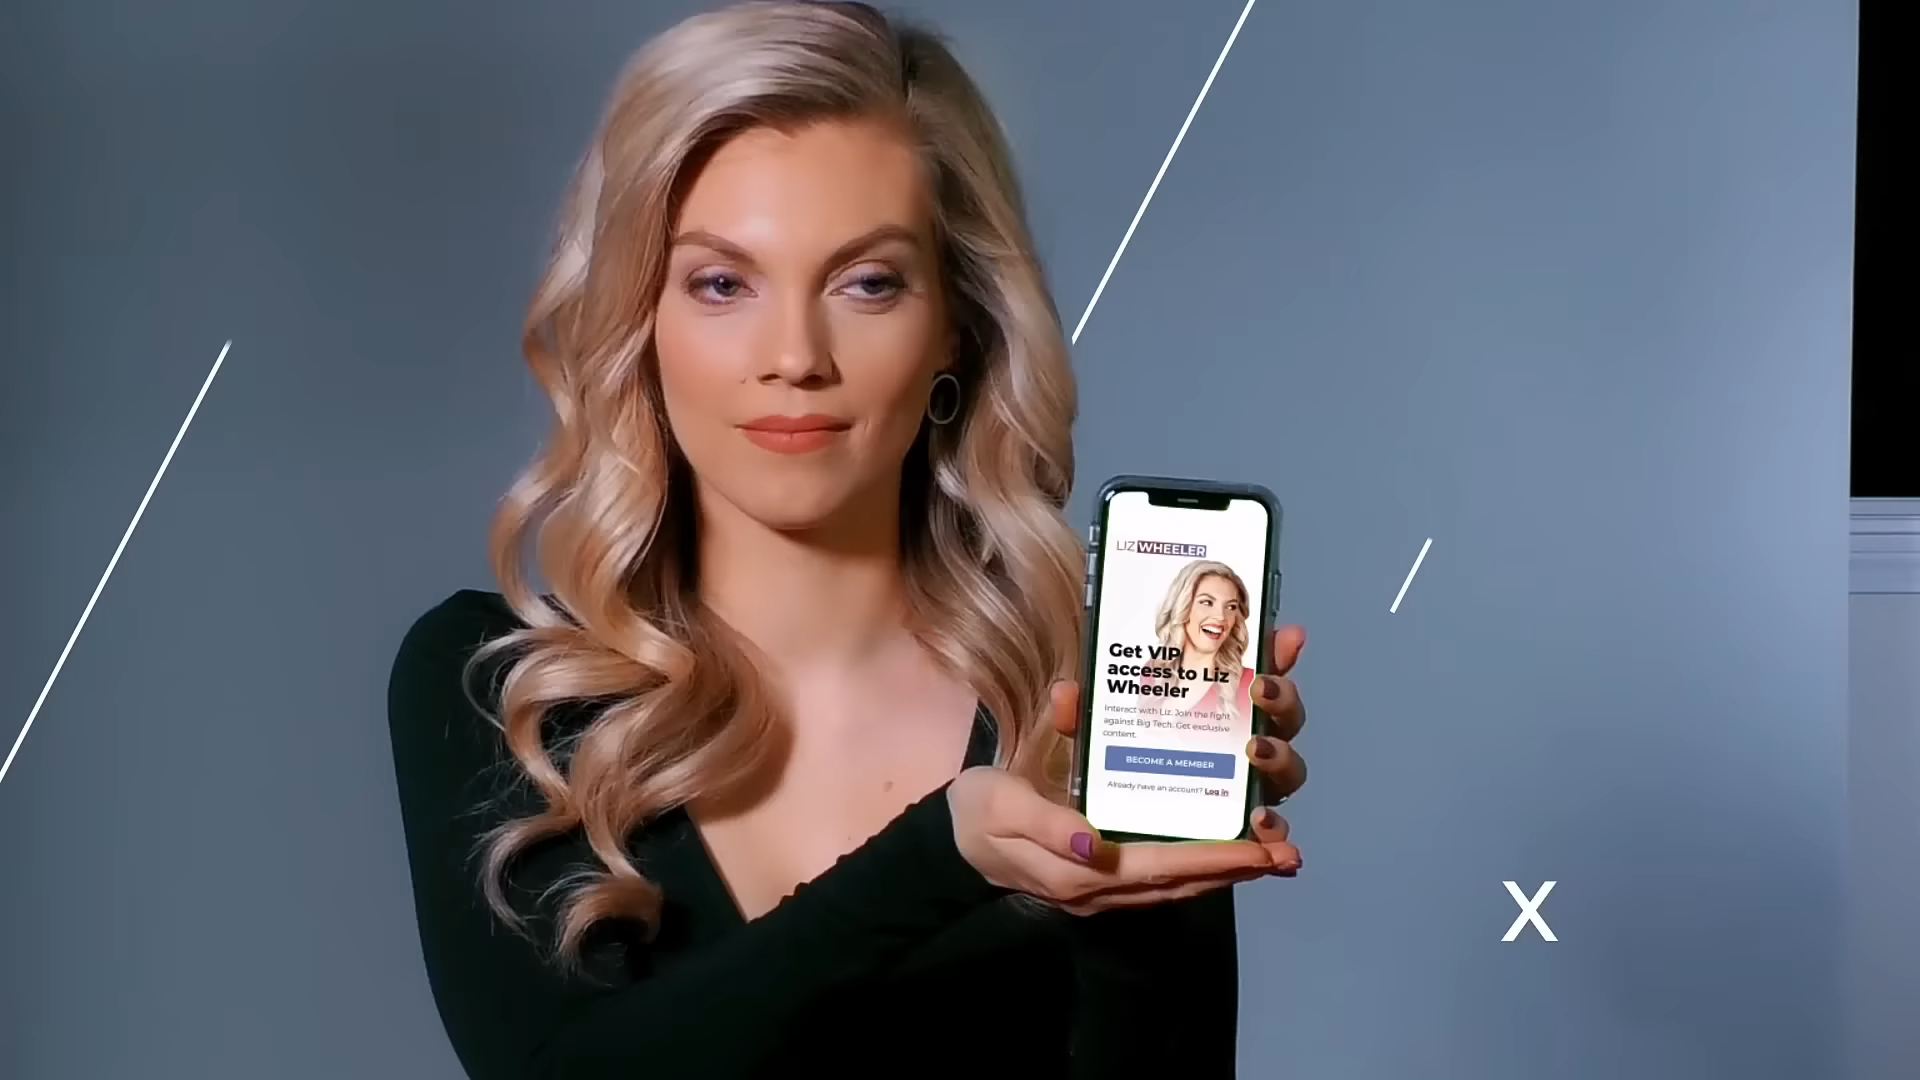 LIZ WHEELER
Get VIP
access to Liz
Wheeler
Interact with Liz. Join the fight
against Big Tech. Get exclusive
content.
BECOME A MEMBER
Already have an account? Log in
X